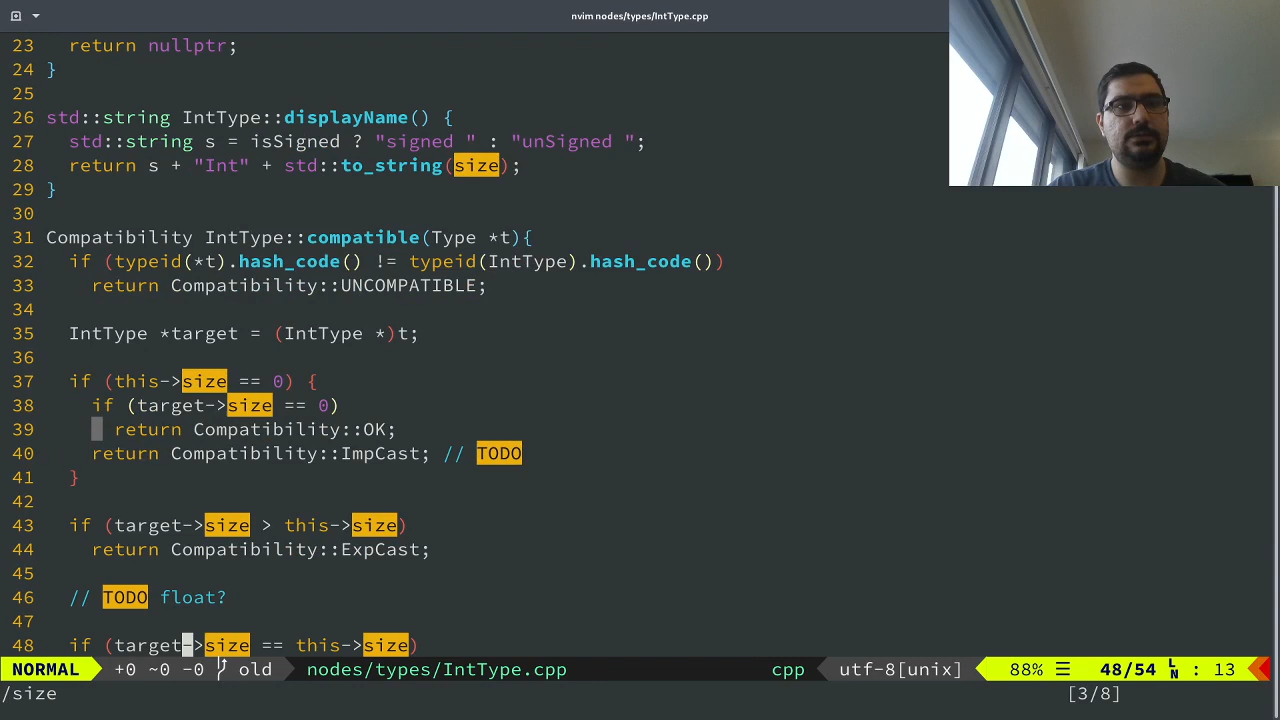 nvim nodes/types/IntType.cpp
23 return nullptr;
24 }
25
26 std::string IntType::displayName() {
27 std::string s = isSigned ? "signed " : "unSigned ";
28 return s + "Int" + std::to_string(size);
29 }
30
31 Compatibility IntType::compatible(Type *t){
32 if (typeid(*t).hash_code() != typeid(IntType).hash_code())
33 return Compatibility::UNCOMPATIBLE;
34
35 IntType *target = (IntType *)t;
36
37 if (this->size == 0) {
38 if (target->size == 0)
39 return Compatibility::OK;
40 return Compatibility::ImpCast; // TODO
41 }
42
43 if (target->size > this->size)
44 return Compatibility::ExpCast;
45
46 // TODO float?
47
48 if (target->size == this->size)
NORMAL +0 ~0 -0 old nodes/types/IntType.cpp cpp utf-8[unix] 88% ☰ 48/54 LN : 13
/size [3/8]